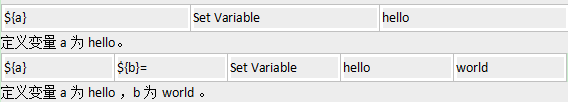 ${a} Set Variable hello
定义变量 a 为 hello。
${a} ${b}= Set Variable hello world
定义变量 a 为 hello ，b 为 world 。